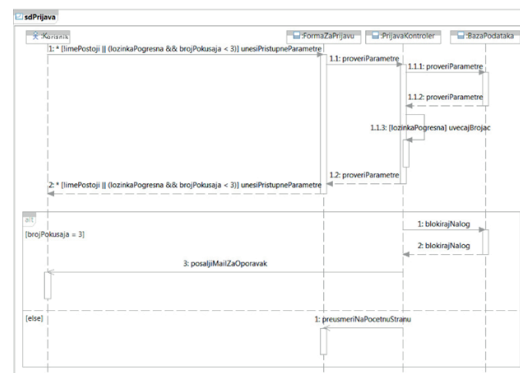 sdPrijava
:Korisnik
:FormaZaPrijavu
:PrijavaKontroler
:BazaPodataka
1: * [!imePostoji || (lozinkaPogresna && brojPokusaja < 3)] unesiPristupneParametre
1.1: proveriParametre
1.1.1: proveriParametre
1.1.2: proveriParametre
1.1.3: [lozinkaPogresna] uvecajBrojac
1.2: proveriParametre
2: * [!imePostoji || (lozinkaPogresna && brojPokusaja < 3)] unesiPristupneParametre
alt
[brojPokusaja = 3]
1: blokirajNalog
2: blokirajNalog
3: posaljiMailZaOporavak
[else]
1: preusmeriNaPocetnuStranu